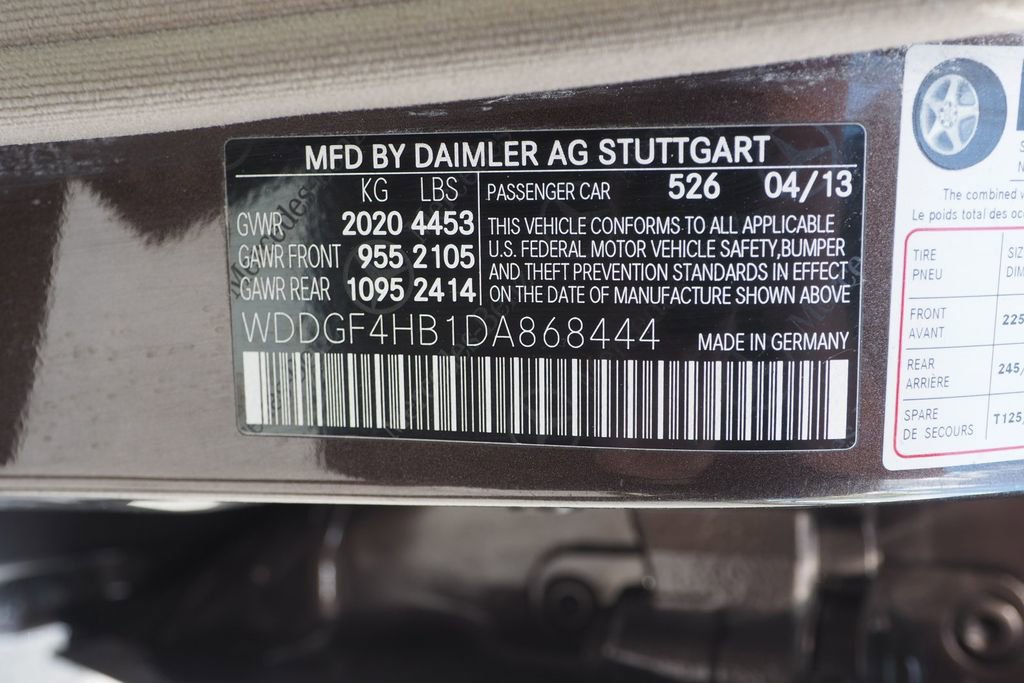 MFD BY DAIMLER AG STUTTGART
KG LBS
GVWR 2020 4453
GAWR FRONT 955 2105
GAWR REAR 1095 2414
PASSENGER CAR 526 04/13
THIS VEHICLE CONFORMS TO ALL APPLICABLE
U.S. FEDERAL MOTOR VEHICLE SAFETY,BUMPER
AND THEFT PREVENTION STANDARDS IN EFFECT
ON THE DATE OF MANUFACTURE SHOWN ABOVE
WDDGF4HB1DA868444 MADE IN GERMANY
The combined
Le poids total des
TIRE
PNEU
FRONT
AVANT
225
REAR
ARRIÈRE
245/
SPARE
DE SECOURS
T125/